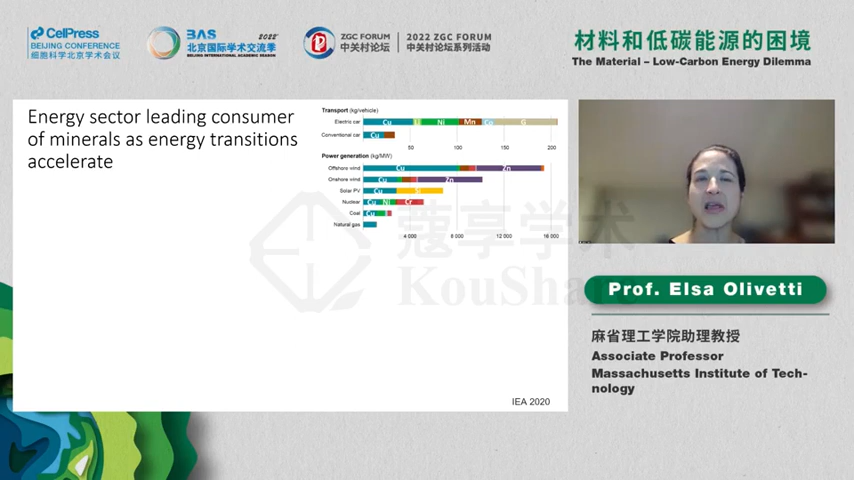 CellPress
BEIJING CONFERENCE
细胞科学北京学术会议
BAS 2022
北京国际学术交流季
BEIJING INTERNATIONAL ACADEMIC SEASON
ZGC FORUM
中关村论坛
2022 ZGC FORUM
中关村论坛系列活动
材料和低碳能源的困境
The Material – Low-Carbon Energy Dilemma
Energy sector leading consumer
of minerals as energy transitions
accelerate
Transport (kg/vehicle)
Electric car Cu Li Ni Mn Co G
Conventional car Cu
50 100 150 200
Power generation (kg/MW)
Offshore wind Cu Zn
Onshore wind Cu Zn
Solar PV Cu
Nuclear Cu Ni Cr
Coal Cu
Natural gas
4 000 8 000 12 000 16 000
IEA 2020
蔻享学术
KouShare
Prof. Elsa Olivetti
麻省理工学院助理教授
Associate Professor
Massachusetts Institute of Tech-
nology